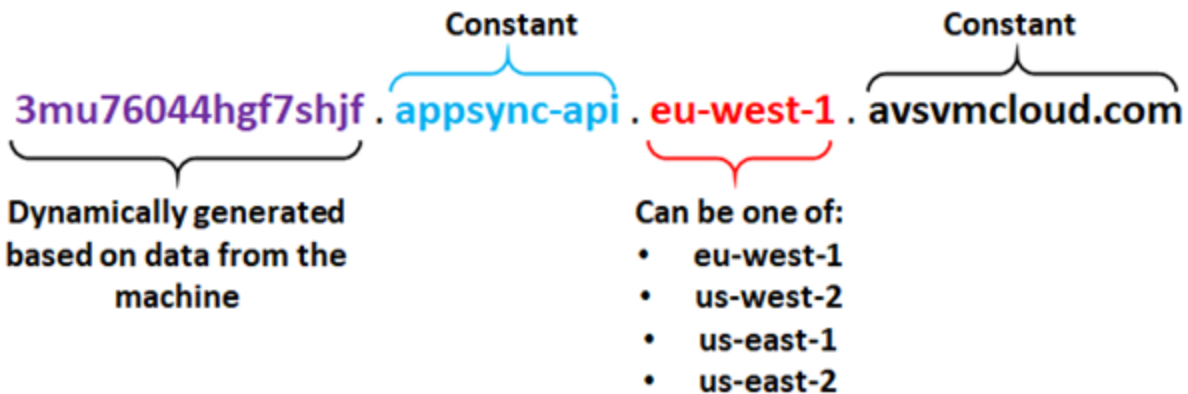 Constant Constant
3mu76044hgf7shjf . appsync-api . eu-west-1 . avsvmcloud.com
Dynamically generated
based on data from the
machine
Can be one of:
• eu-west-1
• us-west-2
• us-east-1
• us-east-2